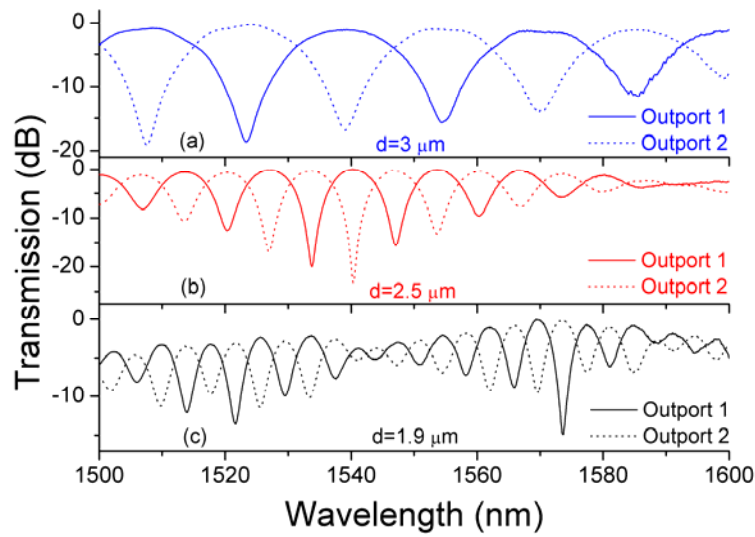 0
-10
-20
(a)
d=3 μm
Outport 1
Outport 2
0
-10
-20
(b)
d=2.5 μm
Outport 1
Outport 2
0
-10
(c)
d=1.9 μm
Outport 1
Outport 2
Transmission (dB)
1500 1520 1540 1560 1580 1600
Wavelength (nm)